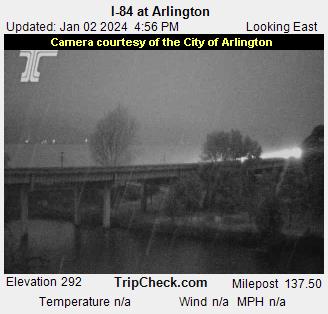 I-84 at Arlington
Updated: Jan 02 2024 4:56 PM Looking East
Camera courtesy of the City of Arlington
Elevation 292 TripCheck.com Milepost 137.50
Temperature n/a Wind n/a MPH n/a